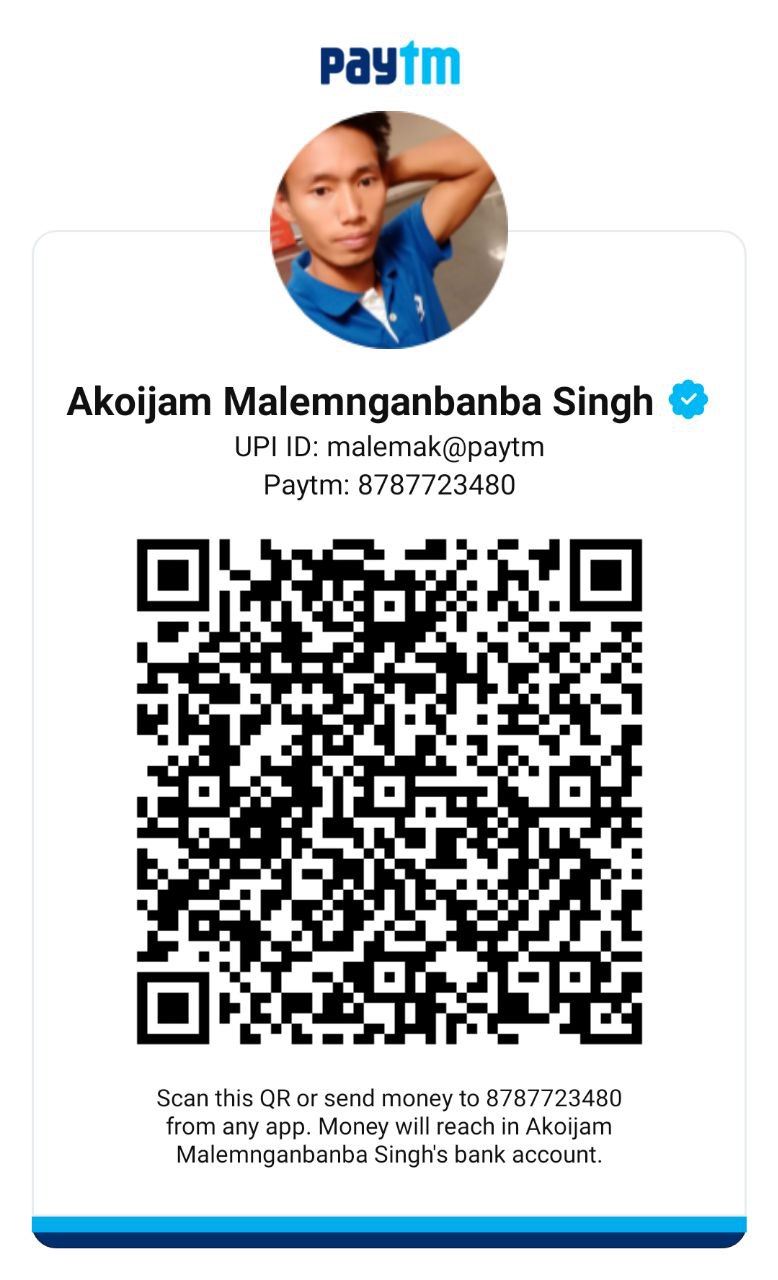 paytm
Akoijam Malemnganbanba Singh
UPI ID: malemak@paytm
Paytm: 8787723480
Scan this QR or send money to 8787723480
from any app. Money will reach in Akoijam
Malemnganbanba Singh's bank account.